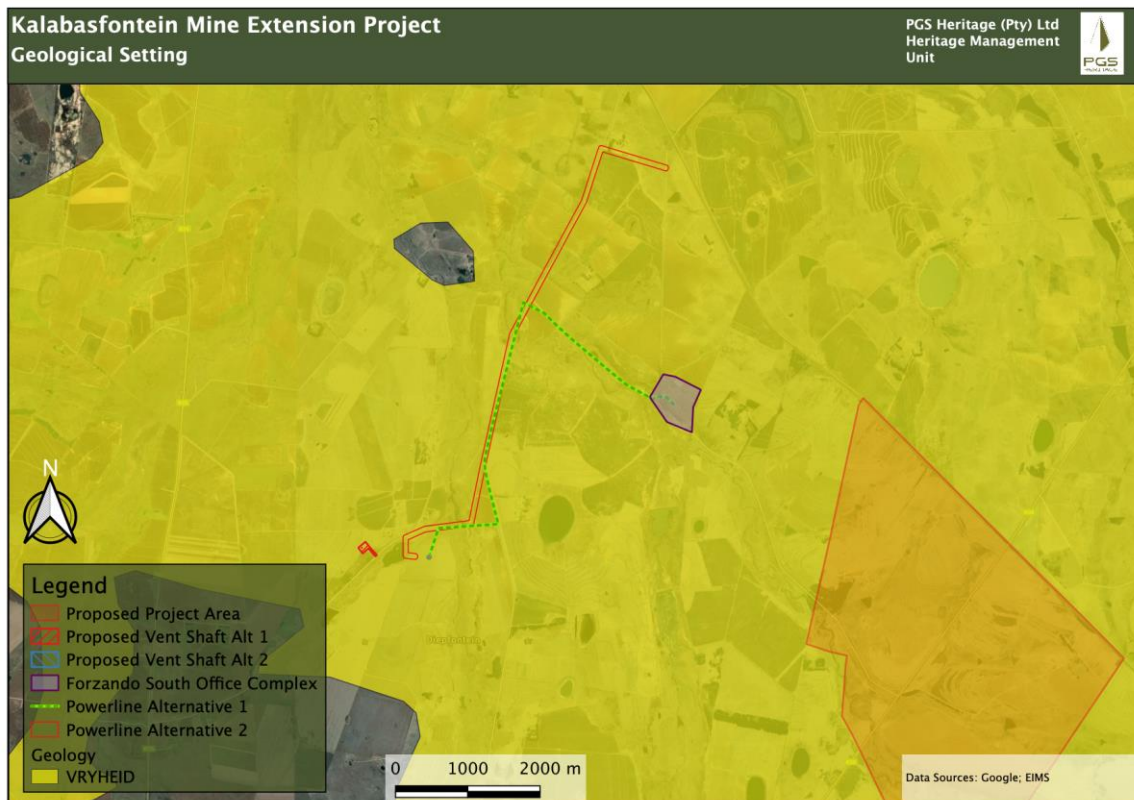 Kalabasfontein Mine Extension Project
Geological Setting
PGS Heritage (Pty) Ltd
Heritage Management
Unit
PGS
HERITAGE
N
Legend
Proposed Project Area
Proposed Vent Shaft Alt 1
Proposed Vent Shaft Alt 2
Forzando South Office Complex
Powerline Alternative 1
Powerline Alternative 2
Geology
VRYHEID
0 1000 2000 m
Data Sources: Google; EIMS